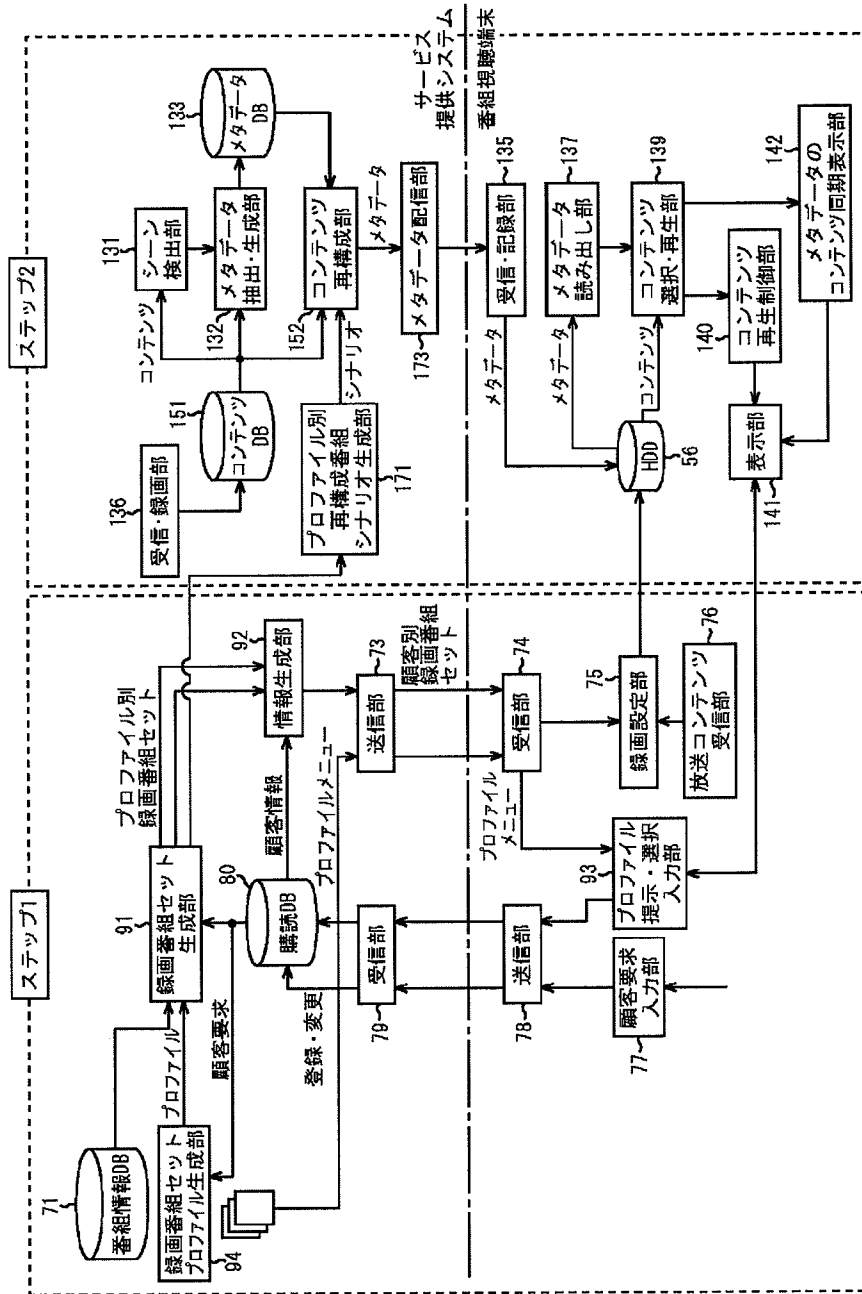 ステップ1
71
番組情報DB
録画番組セット
プロファイル生成部
94
プロファイル
顧客要求
91
録画番組セット
生成部
プロファイル別
録画番組セット
80
購読DB
顧客情報
プロファイルメニュー
92
情報生成部
登録・変更
79
受信部
73
送信部
顧客別
録画番組
セット
78
送信部
74
受信部
プロファイル
メニュー
77
顧客要求
入力部
93
プロファイル
提示・選択
入力部
75
録画設定部
76
放送コンテンツ
受信部
ステップ2
136
受信・録画部
151
コンテンツ
DB
コンテンツ
131
シーン
検出部
132
メタデータ
抽出・生成部
133
メタデータ
DB
プロファイル別
再構成番組
シナリオ生成部
171
シナリオ
152
コンテンツ
再構成部
メタデータ
173
メタデータ配信部
サービス
提供システム
番組視聴端末
135
受信・記録部
メタデータ
137
メタデータ
読み出し部
メタデータ
HDD
56
コンテンツ
139
コンテンツ
選択・再生部
140
コンテンツ
再生制御部
表示部
141
142
メタデータの
コンテンツ同期表示部